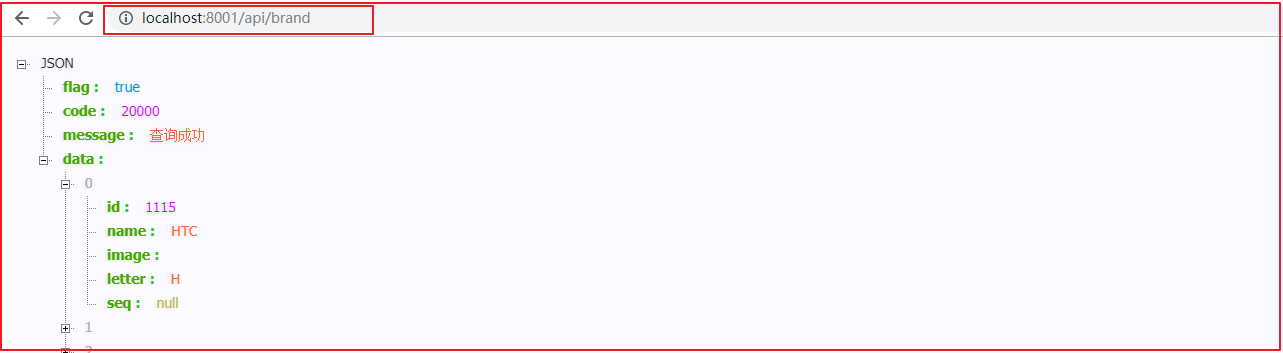 localhost:8001/api/brand
JSON
flag : true
code : 20000
message : 查询成功
data :
0
id : 1115
name : HTC
image :
letter : H
seq : null
1